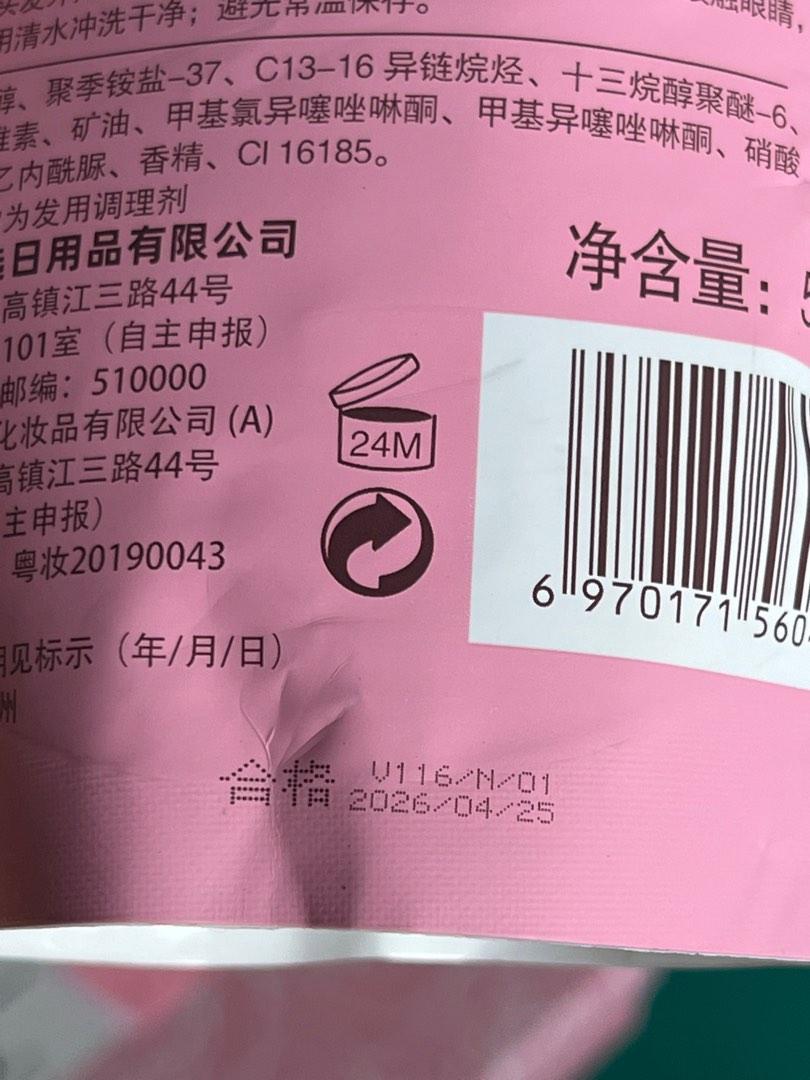 用清水冲洗干净；避光常温保存。
醇、聚季铵盐-37、C13-16 异链烷烃、十三烷醇聚醚-6、
维素、矿油、甲基氯异噻唑啉酮、甲基异噻唑啉酮、硝酸
乙内酰脲、香精、CI 16185。
为发用调理剂
日用品有限公司
高镇江三路44号
101室（自主申报）
邮编：510000
化妆品有限公司 (A)
高镇江三路44号
主申报）
粤妆20190043
期见标示（年/月/日）
州
净含量：5
24M
6 970171 560
合格 V116/N/01
2026/04/25